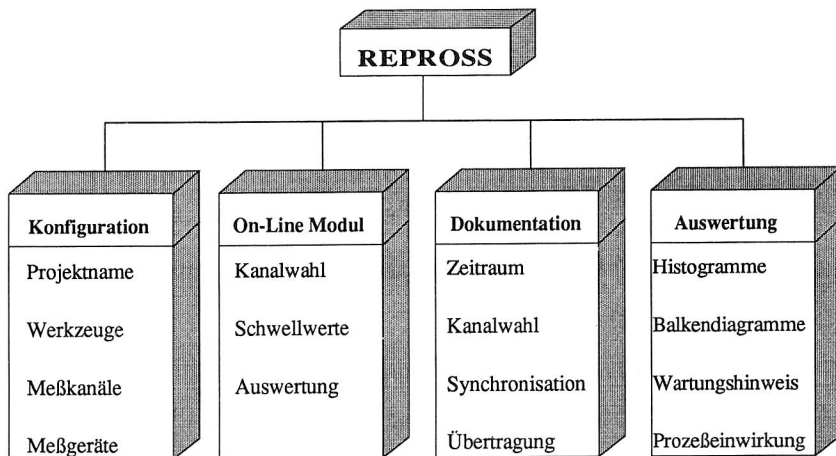 REPROSS
Konfiguration
Projektname
Werkzeuge
Meßkanäle
Meßgeräte
On-Line Modul
Kanalwahl
Schwellwerte
Auswertung
Dokumentation
Zeitraum
Kanalwahl
Synchronisation
Übertragung
Auswertung
Histogramme
Balkendiagramme
Wartungshinweis
Prozeßeinwirkung